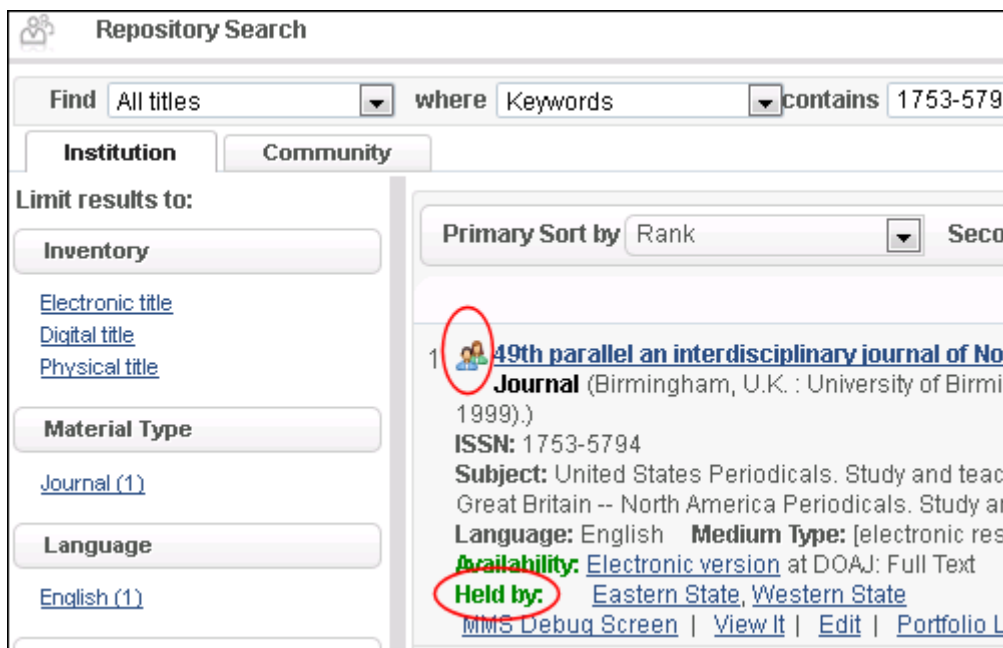 Repository Search
Find All titles where Keywords contains 1753-579
Institution Community
Limit results to:
Inventory
Electronic title
Digital title
Physical title
Material Type
Journal (1)
Language
English (1)
Primary Sort by Rank Seco
1 49th parallel an interdisciplinary journal of No
Journal (Birmingham, U.K. : University of Birmi
1999).)
ISSN: 1753-5794
Subject: United States Periodicals. Study and teac
Great Britain -- North America Periodicals. Study a
Language: English Medium Type: [electronic res
Availability: Electronic version at DOAJ: Full Text
Held by: Eastern State, Western State
MMS Debug Screen | View It | Edit | Portfolio L